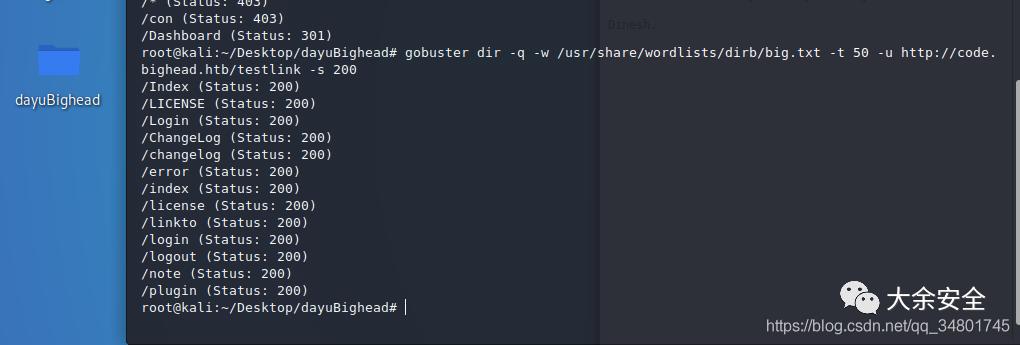 /* (Status: 403)
/con (Status: 403)
/Dashboard (Status: 301)
root@kali:~/Desktop/dayuBighead# gobuster dir -q -w /usr/share/wordlists/dirb/big.txt -t 50 -u http://code.
bighead.htb/testlink -s 200
/Index (Status: 200)
/LICENSE (Status: 200)
/Login (Status: 200)
/ChangeLog (Status: 200)
/changelog (Status: 200)
/error (Status: 200)
/index (Status: 200)
/license (Status: 200)
/linkto (Status: 200)
/login (Status: 200)
/logout (Status: 200)
/note (Status: 200)
/plugin (Status: 200)
root@kali:~/Desktop/dayuBighead#
Dinesh.
dayuBighead
大余安全
https://blog.csdn.net/qq_34801745